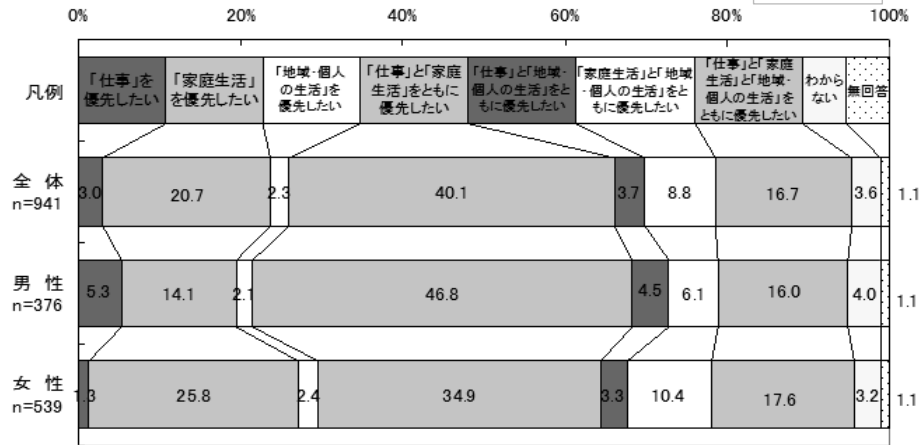 0% 20% 40% 60% 80% 100%
凡例
「仕事」を
優先したい
「家庭生活」
を優先したい
「地域・個人
の生活」を
優先したい
「仕事」と「家庭
生活」をともに
優先したい
「仕事」と「地域・
個人の生活」をと
もに優先したい
「家庭生活」と「地域
・個人の生活」をと
もに優先したい
「仕事」と「家庭
生活」と「地域・
個人の生活」を
ともに優先したい
わから
ない
無回答
全 体
n=941
3.0 20.7 2.3 40.1 3.7 8.8 16.7 3.6 1.1
男 性
n=376
5.3 14.1 2.1 46.8 4.5 6.1 16.0 4.0 1.1
女 性
n=539
1.3 25.8 2.4 34.9 3.3 10.4 17.6 3.2 1.1